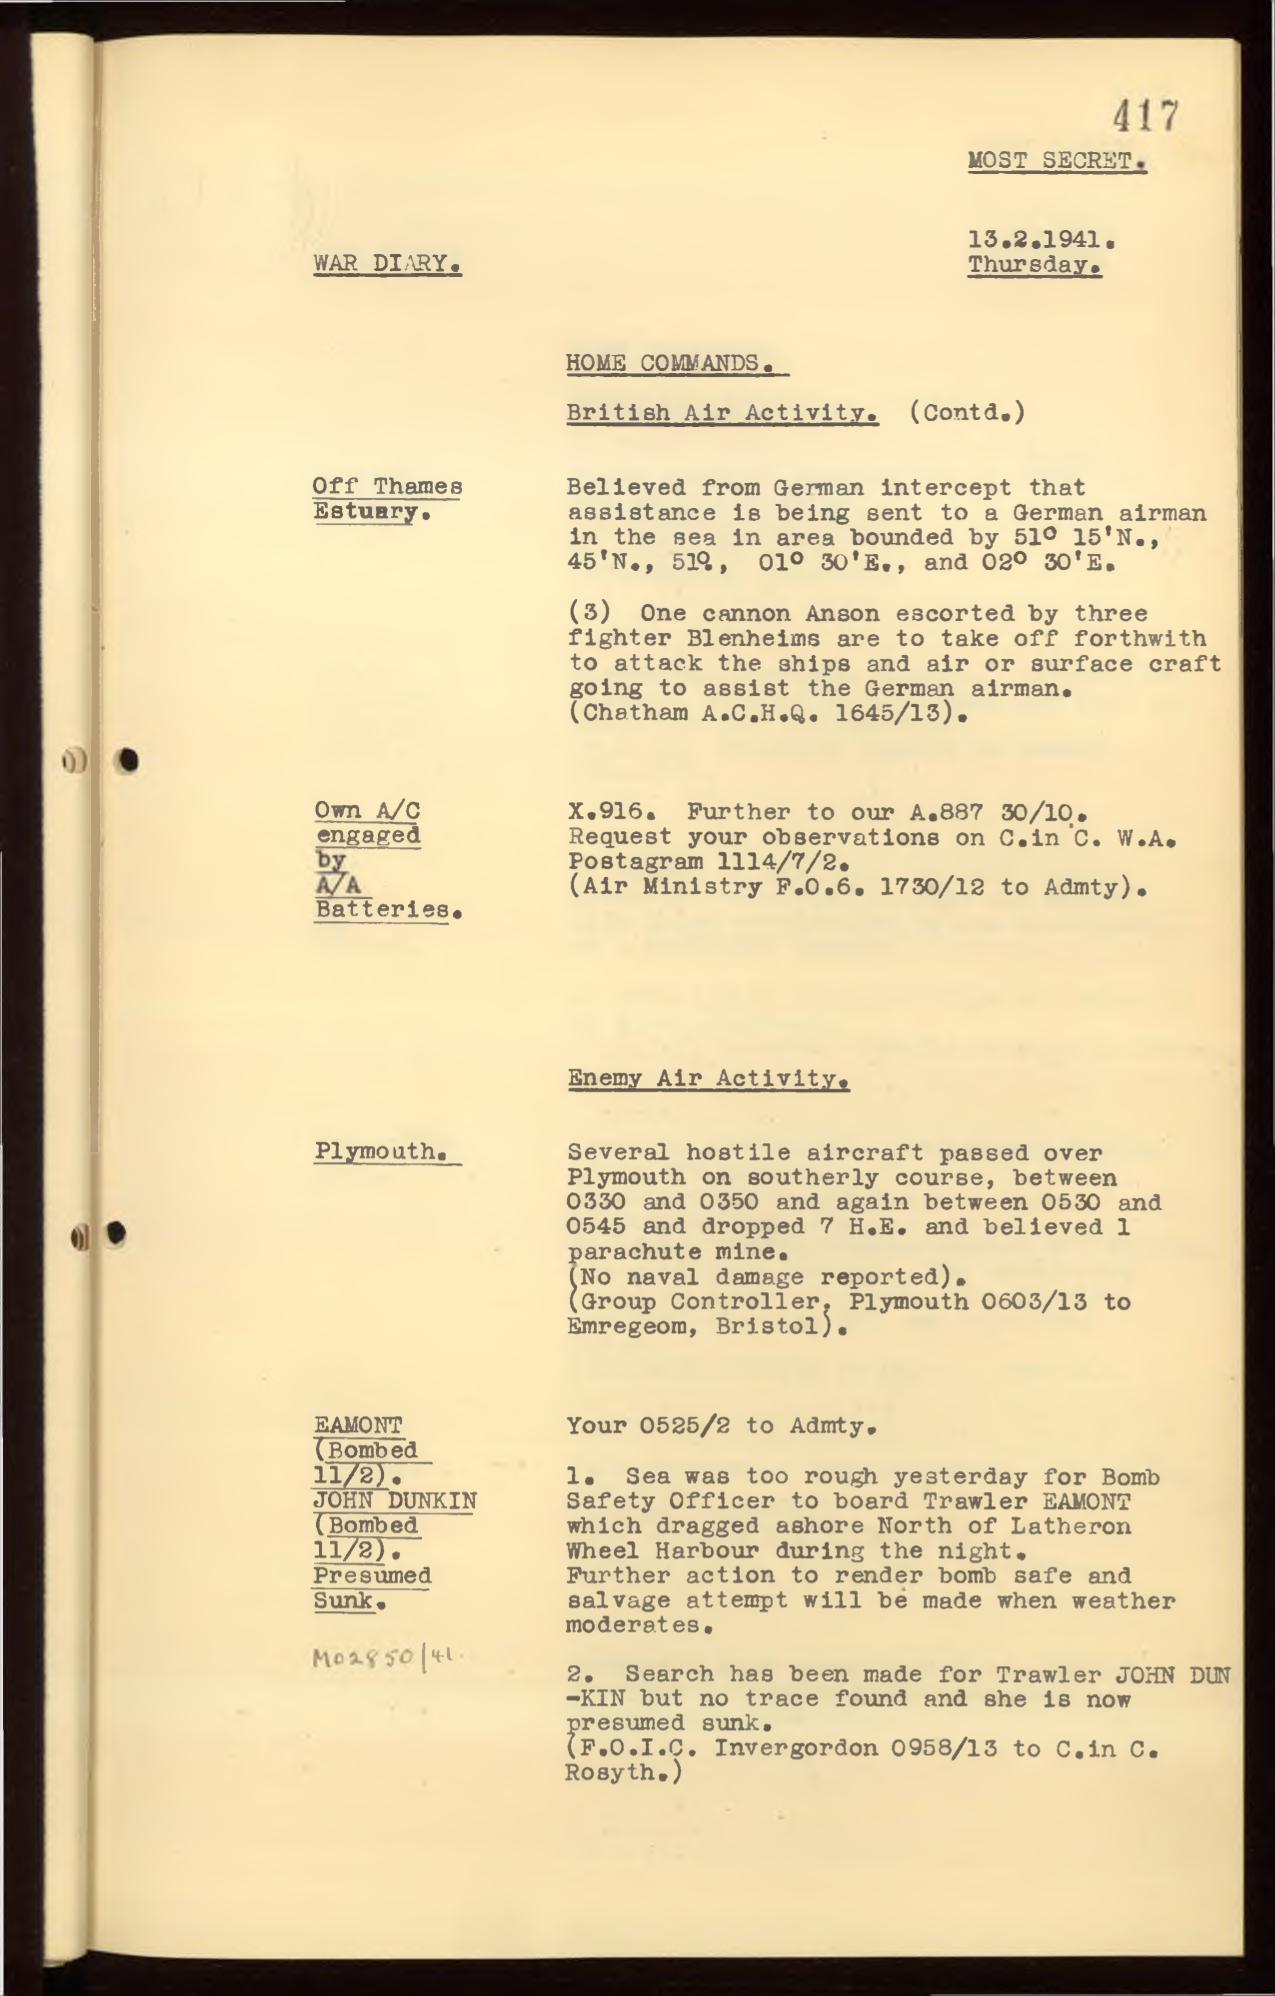 417
MOST SECRET.
13.2.1941.
WAR DIARY.
Thursday.
HOME COMMANDS.
British Air Activity. (Contd.)
Off Thames
Estuary.
Believed from German intercept that
assistance is being sent to a German airman
in the sea in area bounded by 51º 15'N.,
45'N., 51º., 01º 30'E., and 02º 30'E.
(3) One cannon Anson escorted by three
fighter Blenheims are to take off forthwith
to attack the ships and air or surface craft
going to assist the German airman.
(Chatham A.C.H.Q. 1645/13).
Own A/C
engaged
by
A/A
Batteries.
X.916. Further to our A.887 30/10.
Request your observations on C.in C. W.A.
Postagram 1114/7/2.
(Air Ministry F.O.6. 1730/12 to Admty).
Enemy Air Activity.
Plymouth.
Several hostile aircraft passed over
Plymouth on southerly course, between
0330 and 0350 and again between 0530 and
0545 and dropped 7 H.E. and believed 1
parachute mine.
(No naval damage reported).
(Group Controller, Plymouth 0603/13 to
Emregeom, Bristol).
EAMONT
(Bombed
11/2).
JOHN DUNKIN
(Bombed
11/2).
Presumed
Sunk.
M02850/41.
Your 0525/2 to Admty.
1. Sea was too rough yesterday for Bomb
Safety Officer to board Trawler EAMONT
which dragged ashore North of Latheron
Wheel Harbour during the night.
Further action to render bomb safe and
salvage attempt will be made when weather
moderates.
2. Search has been made for Trawler JOHN DUN
-KIN but no trace found and she is now
presumed sunk.
(F.O.I.C. Invergordon 0958/13 to C.in C.
Rosyth.)